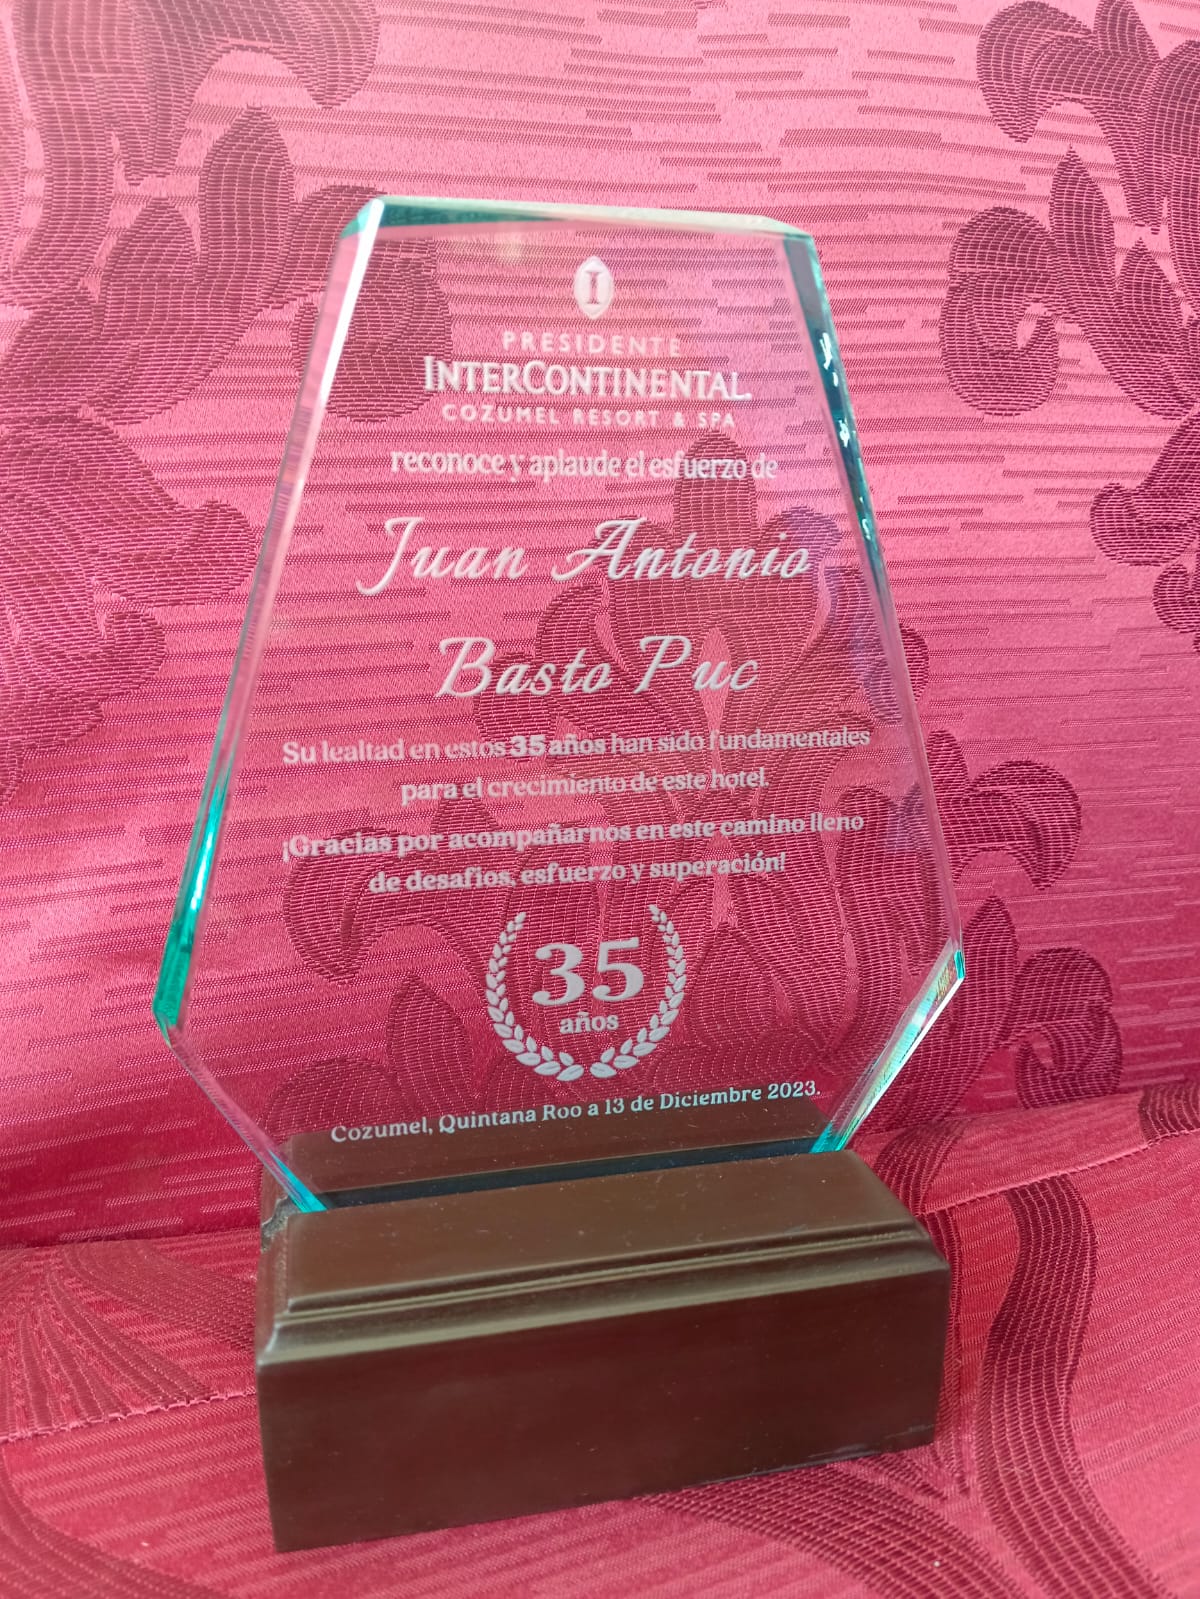 I
PRESIDENTE
INTERCONTINENTAL
COZUMEL RESORT & SPA
reconoce y aplaude el esfuerzo de
Juan Antonio
Basto Puc
Su lealtad en estos 35 años han sido fundamentales
para el crecimiento de este hotel.
¡Gracias por acompañarnos en este camino lleno
de desafíos, esfuerzo y superación!
35
años
Cozumel, Quintana Roo a 13 de Diciembre 2023.